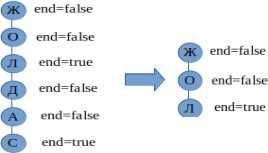 Ж end=false
О end=false
Л end=true
Д end=false
А end=false
С end=true
Ж end=false
О end=false
Л end=true